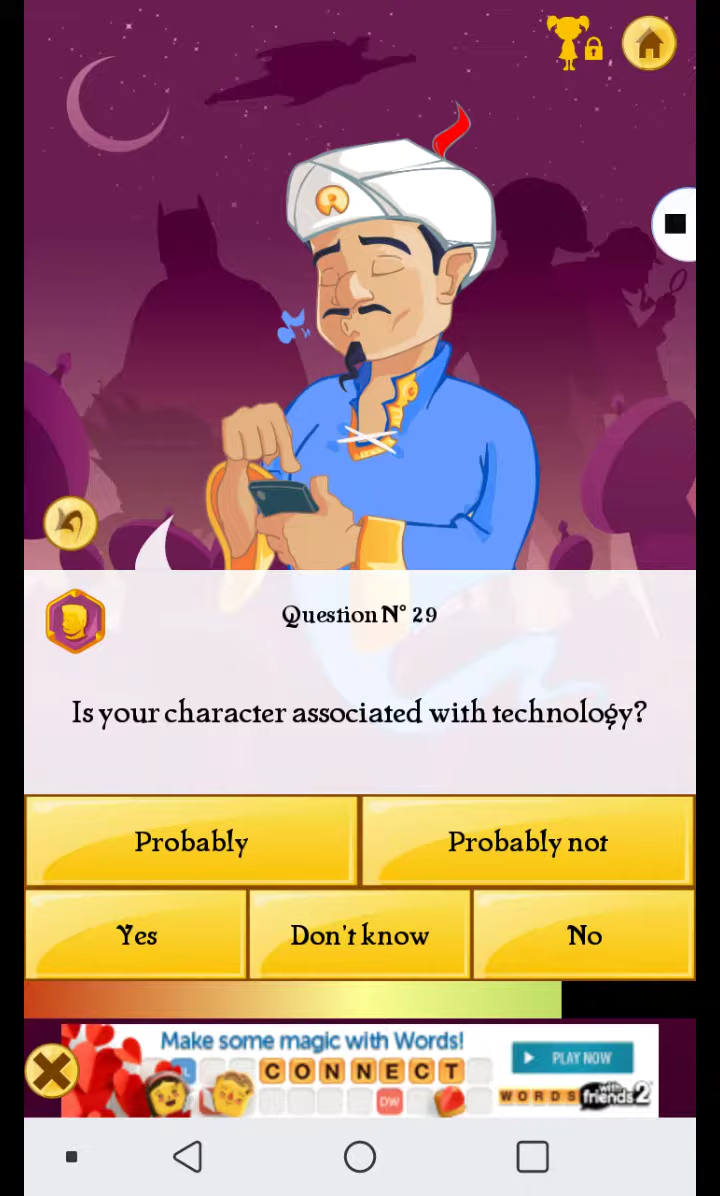 Question N° 29
Is your character associated with technology?
Probably
Probably not
Yes
Don't know
No
Make some magic with Words!
PLAY NOW
CONNECT
DW
WORDS with friends 2